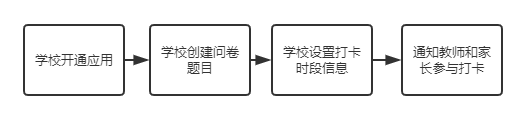 学校开通应用
学校创建问卷
题目
学校设置打卡
时段信息
通知教师和家
长参与打卡